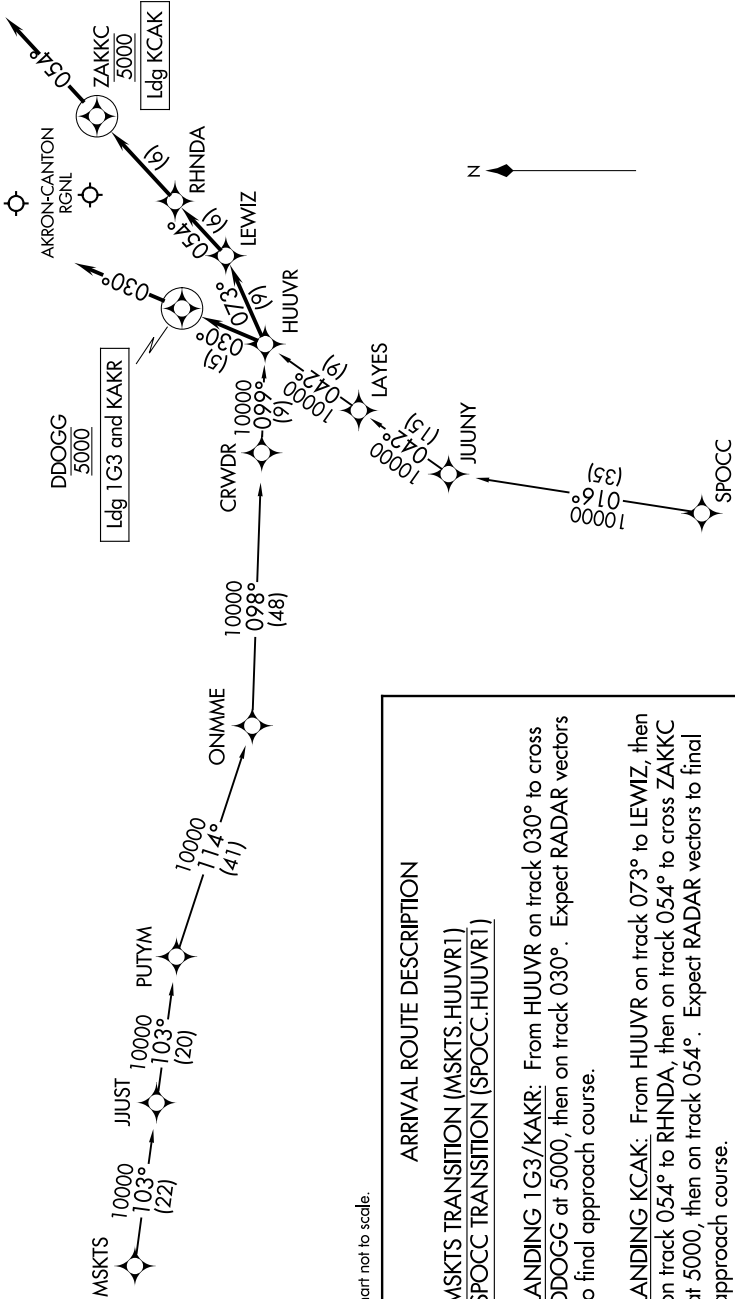 MSKTS
10000
103°
(22)
JJUST
10000
103°
(20)
PUTYM
10000
114°
(41)
ONMME
10000
098°
(48)
CRWDR
10000
099°
(9)
HUUVR
SPOCC
10000
016°
(35)
JUUNY
10000
042°
(15)
LAYES
10000
042°
(9)
030°
(5)
DDOGG
5000
Ldg 1G3 and KAKR
030°
073°
(9)
LEWIZ
054°
(6)
RHNDA
(6)
ZAKKC
5000
Ldg KCAK
054°
AKRON-CANTON
RGNL
N
hart not to scale.
ARRIVAL ROUTE DESCRIPTION
MSKTS TRANSITION (MSKTS.HUUVR1)
SPOCC TRANSITION (SPOCC.HUUVR1)
ANDING 1G3/KAKR: From HUUVR on track 030° to cross
DDOGG at 5000, then on track 030°. Expect RADAR vectors
o final approach course.
ANDING KCAK: From HUUVR on track 073° to LEWIZ, then
on track 054° to RHNDA, then on track 054° to cross ZAKKC
at 5000, then on track 054°. Expect RADAR vectors to final
approach course.